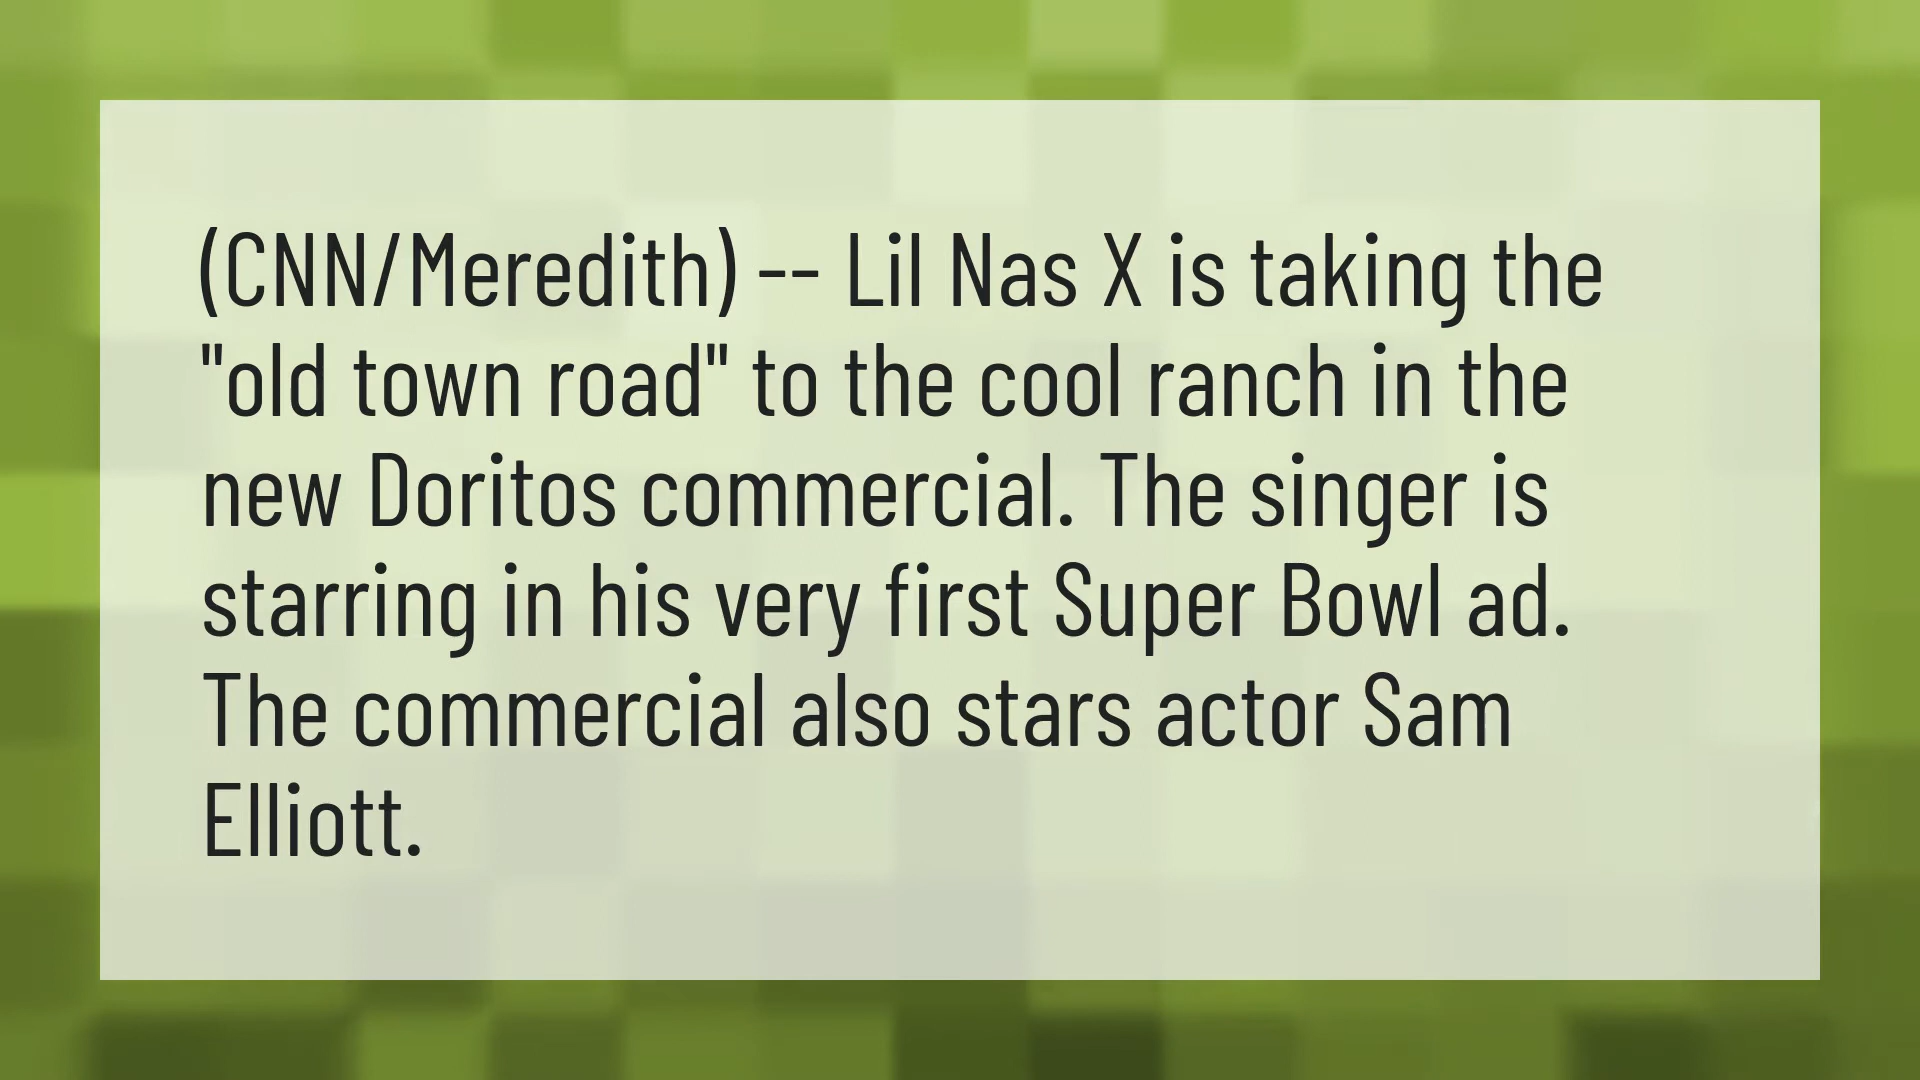 (CNN/Meredith) -- Lil Nas X is taking the
"old town road" to the cool ranch in the
new Doritos commercial. The singer is
starring in his very first Super Bowl ad.
The commercial also stars actor Sam
Elliott.